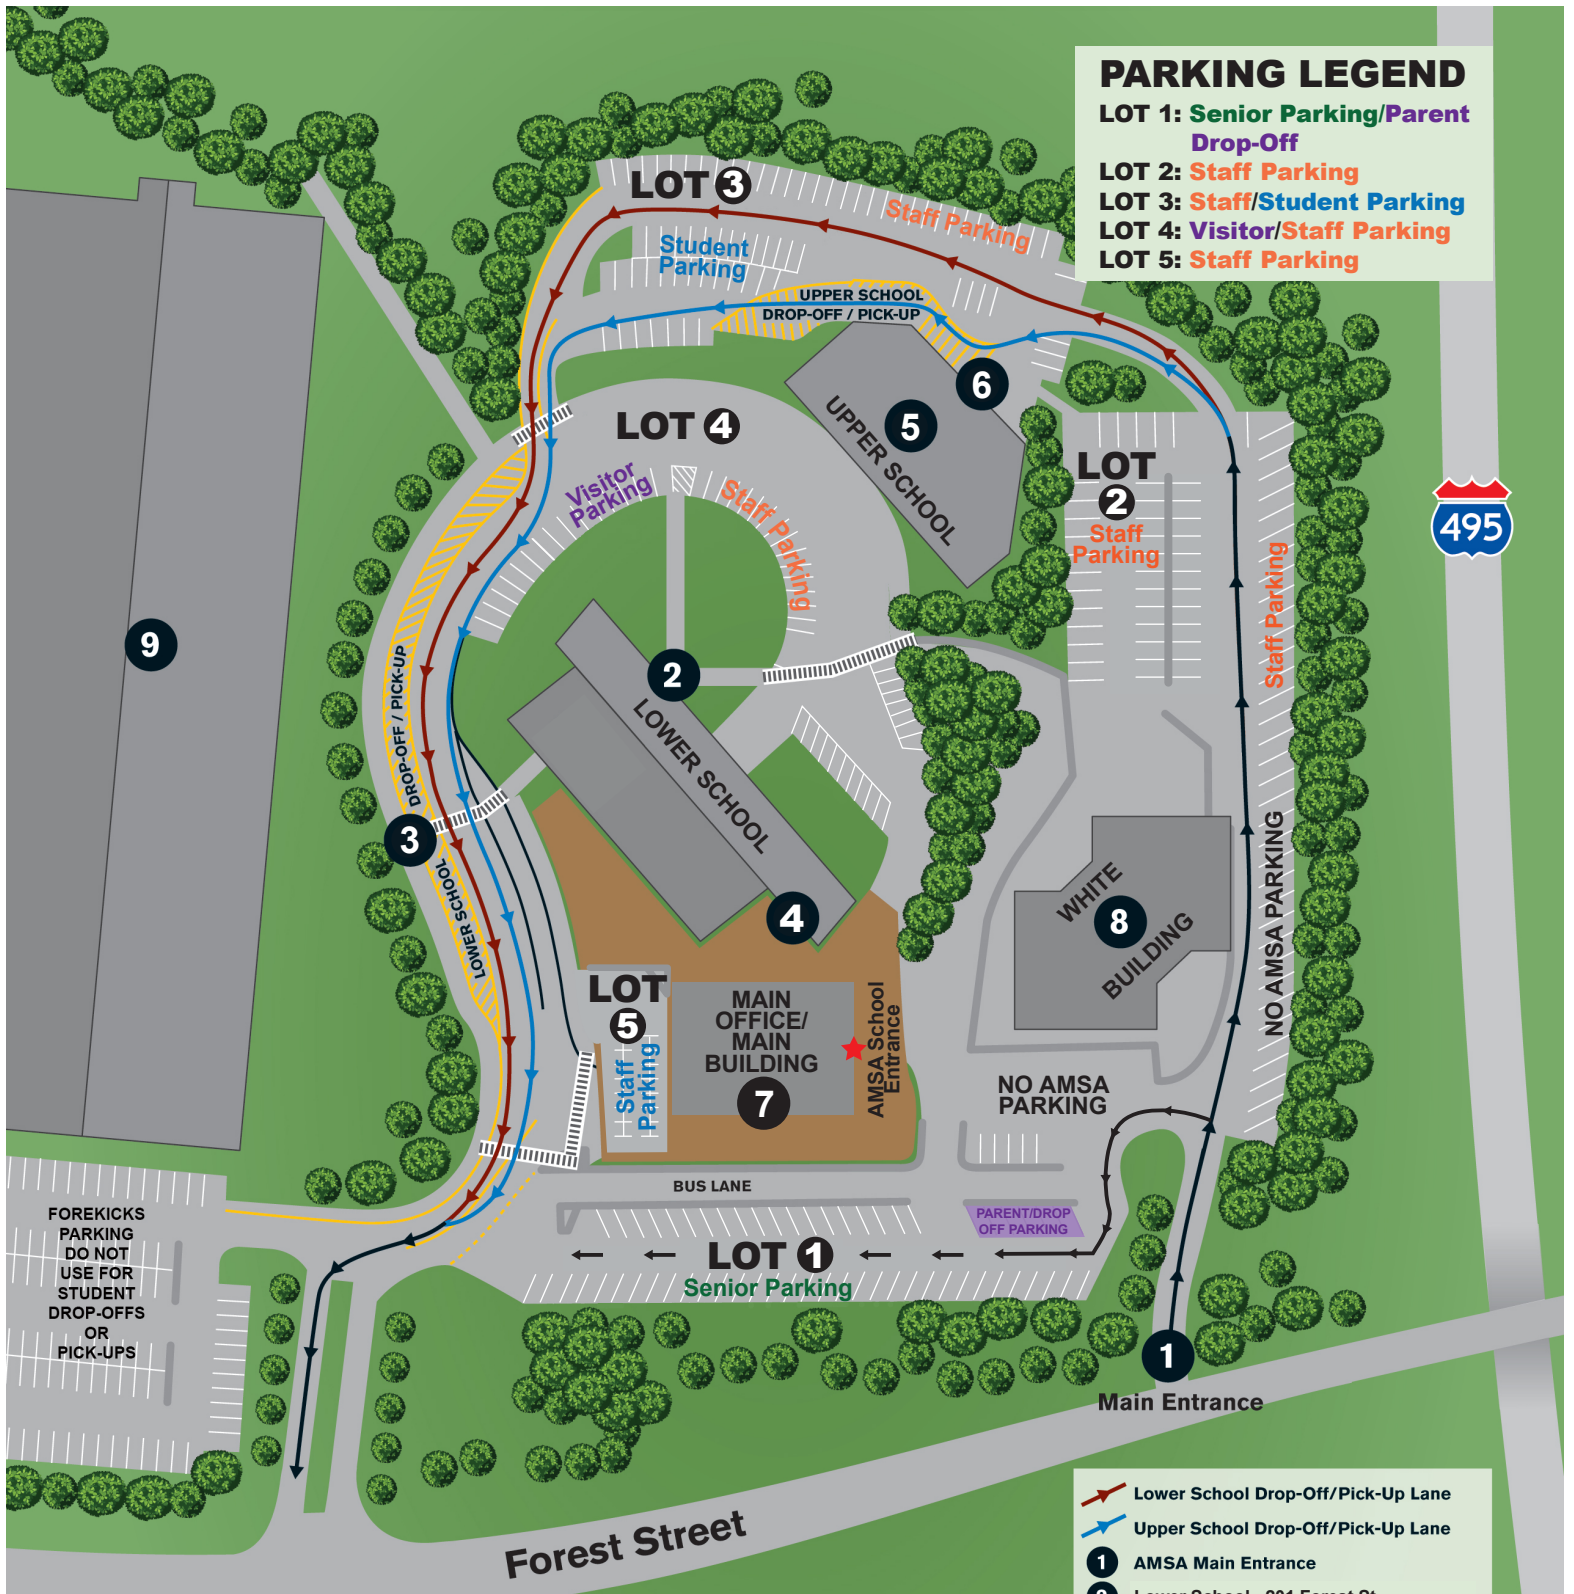 PARKING LEGEND
LOT 1: Senior Parking/Parent
Drop-Off
LOT 2: Staff Parking
LOT 3: Staff/Student Parking
LOT 4: Visitor/Staff Parking
LOT 5: Staff Parking
LOT 3
Staff Parking
Student
Parking
UPPER SCHOOL
DROP-OFF / PICK-UP
6
LOT 4
5
UPPER SCHOOL
LOT
2
Staff
Parking
Staff Parking
495
Visitor
Parking
Staff Parking
9
2
LOWER SCHOOL
DROP-OFF / PICK-UP
3
LOWER SCHOOL
4
WHITE
8
BUILDING
NO AMSA PARKING
LOT
5
Staff
Parking
MAIN
OFFICE/
MAIN
BUILDING
7
AMSA School
Entrance
NO AMSA
PARKING
BUS LANE
PARENT/DROP
OFF PARKING
LOT 1
Senior Parking
FOREKICKS
PARKING
DO NOT
USE FOR
STUDENT
DROP-OFFS
OR
PICK-UPS
1
Main Entrance
Forest Street
Lower School Drop-Off/Pick-Up Lane
Upper School Drop-Off/Pick-Up Lane
1 AMSA Main Entrance
2 Lower School - 201 Forest St